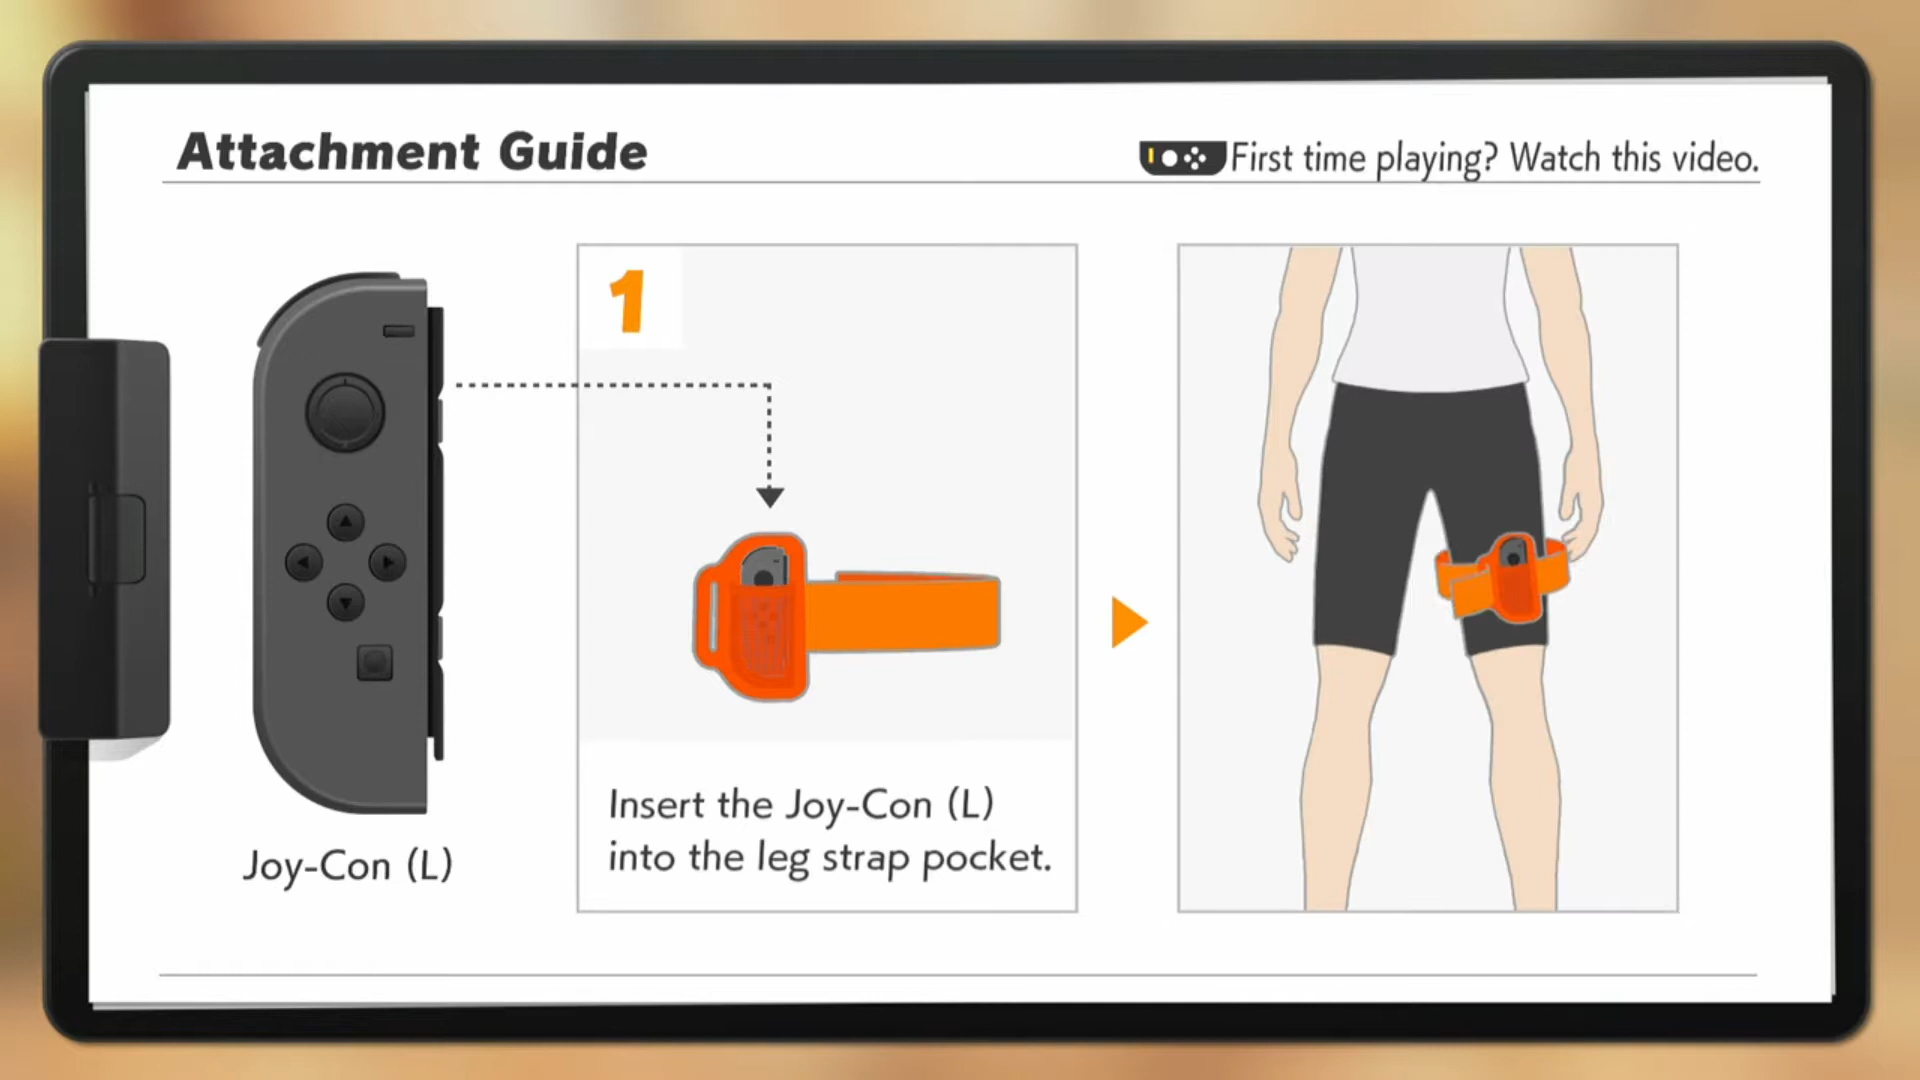 Attachment Guide
First time playing? Watch this video.
1
Insert the Joy-Con (L)
into the leg strap pocket.
Joy-Con (L)